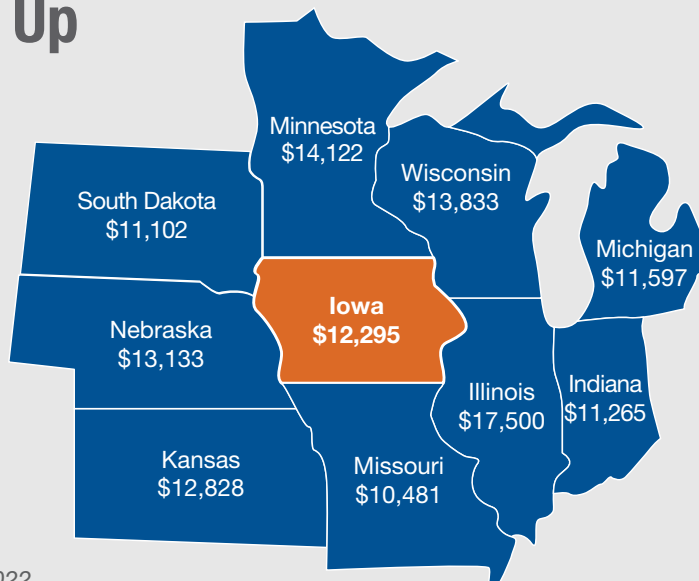 Up
Minnesota
$14,122
Wisconsin
$13,833
South Dakota
$11,102
Michigan
$11,597
Iowa
$12,295
Nebraska
$13,133
Illinois
$17,500
Indiana
$11,265
Kansas
$12,828
Missouri
$10,481